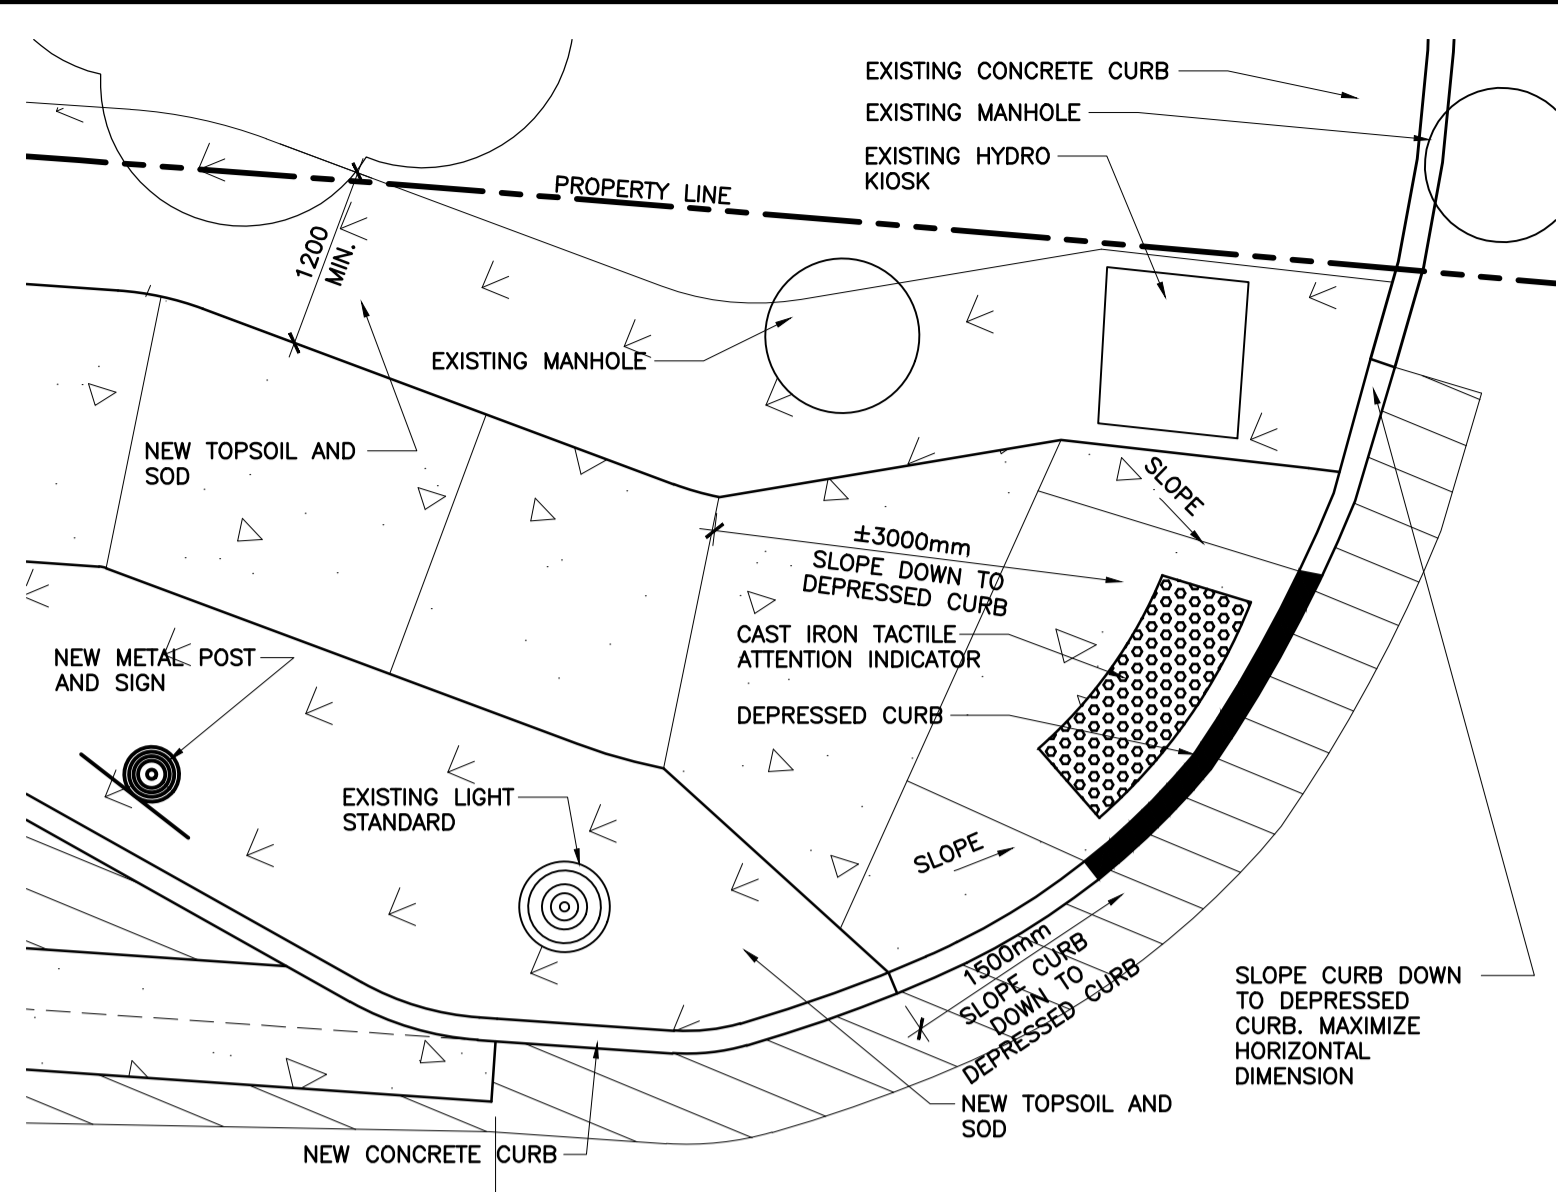 EXISTING CONCRETE CURB
EXISTING MANHOLE
EXISTING HYDRO
KIOSK
PROPERTY LINE
1200
MIN.
EXISTING MANHOLE
NEW TOPSOIL AND
SOD
SLOPE
±3000mm
SLOPE DOWN TO
DEPRESSED CURB
CAST IRON TACTILE
ATTENTION INDICATOR
NEW METAL POST
AND SIGN
DEPRESSED CURB
EXISTING LIGHT
STANDARD
SLOPE
1500mm
SLOPE CURB
DOWN TO
DEPRESSED CURB
SLOPE CURB DOWN
TO DEPRESSED
CURB. MAXIMIZE
HORIZONTAL
DIMENSION
NEW TOPSOIL AND
SOD
NEW CONCRETE CURB